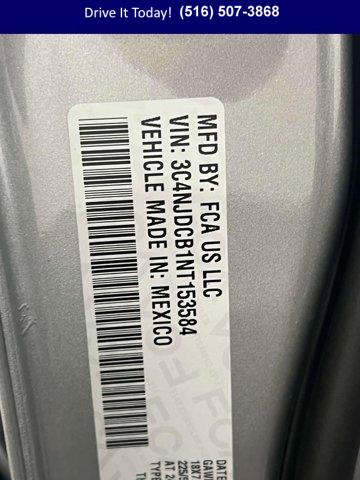 Drive It Today! (516) 507-3868
MFD BY: FCA US LLC
VIN: 3C4NJDCB1NT153584
VEHICLE MADE IN: MEXICO